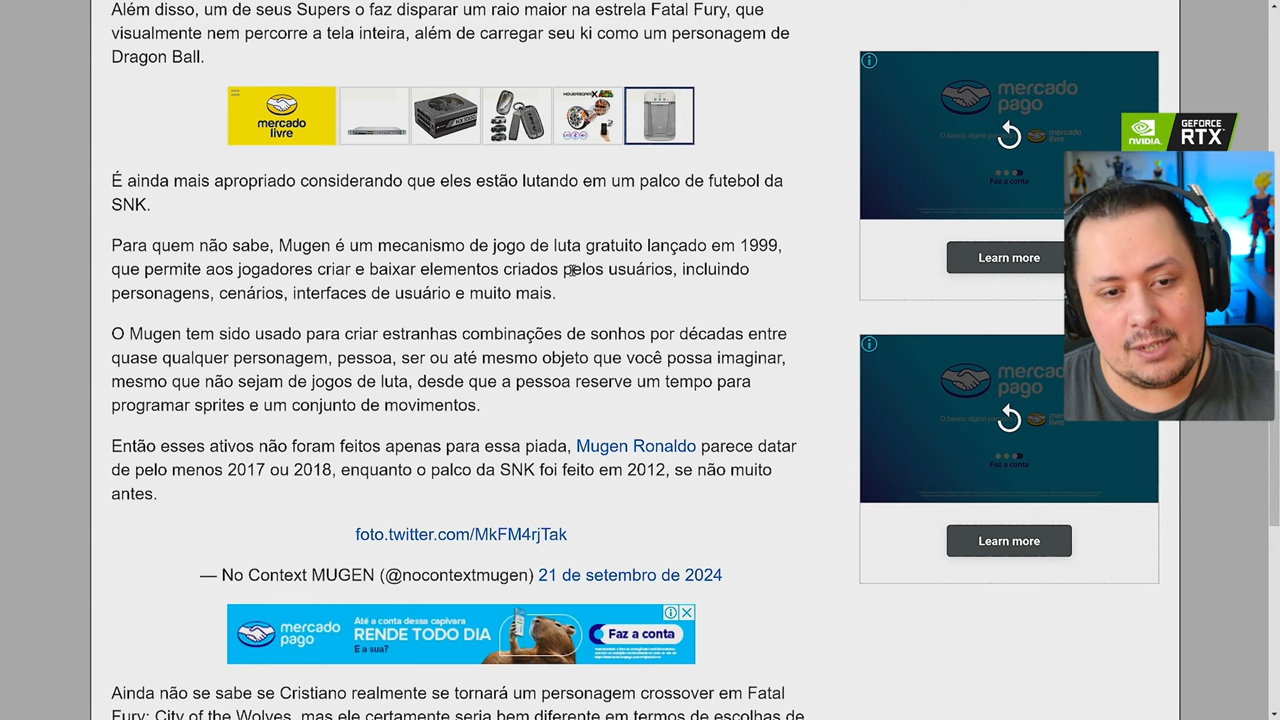 Além disso, um de seus Supers o faz disparar um raio maior na estrela Fatal Fury, que
visualmente nem percorre a tela inteira, além de carregar seu ki como um personagem de
Dragon Ball.
mercado
livre
É ainda mais apropriado considerando que eles estão lutando em um palco de futebol da
SNK.
Para quem não sabe, Mugen é um mecanismo de jogo de luta gratuito lançado em 1999,
que permite aos jogadores criar e baixar elementos criados pelos usuários, incluindo
personagens, cenários, interfaces de usuário e muito mais.
O Mugen tem sido usado para criar estranhas combinações de sonhos por décadas entre
quase qualquer personagem, pessoa, ser ou até mesmo objeto que você possa imaginar,
mesmo que não sejam de jogos de luta, desde que a pessoa reserve um tempo para
programar sprites e um conjunto de movimentos.
Então esses ativos não foram feitos apenas para essa piada, Mugen Ronaldo parece datar
de pelo menos 2017 ou 2018, enquanto o palco da SNK foi feito em 2012, se não muito
antes.
foto.twitter.com/MkFM4rjTak
— No Context MUGEN (@nocontextmugen) 21 de setembro de 2024
mercado
pago
Até a conta dessa capivara
RENDE TODO DIA
E a sua?
Faz a conta
Ainda não se sabe se Cristiano realmente se tornará um personagem crossover em Fatal
Fury: City of the Wolves, mas ele certamente seria bem diferente em termos de escolhas de
mercado
pago
Faz a conta
Learn more
mercado
pago
Faz a conta
Learn more
NVIDIA
GEFORCE
RTX